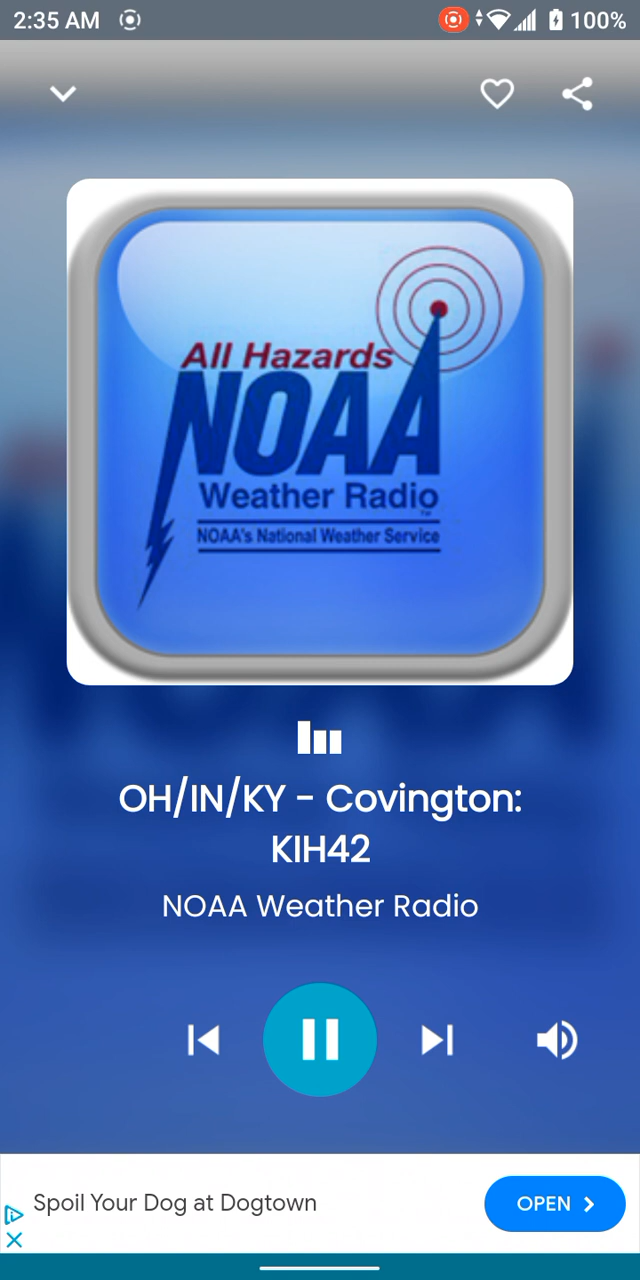 2:35 AM
100%
All Hazards
NOAA
Weather Radio
TM
NOAA's National Weather Service
OH/IN/KY - Covington:
KIH42
NOAA Weather Radio
Spoil Your Dog at Dogtown
OPEN